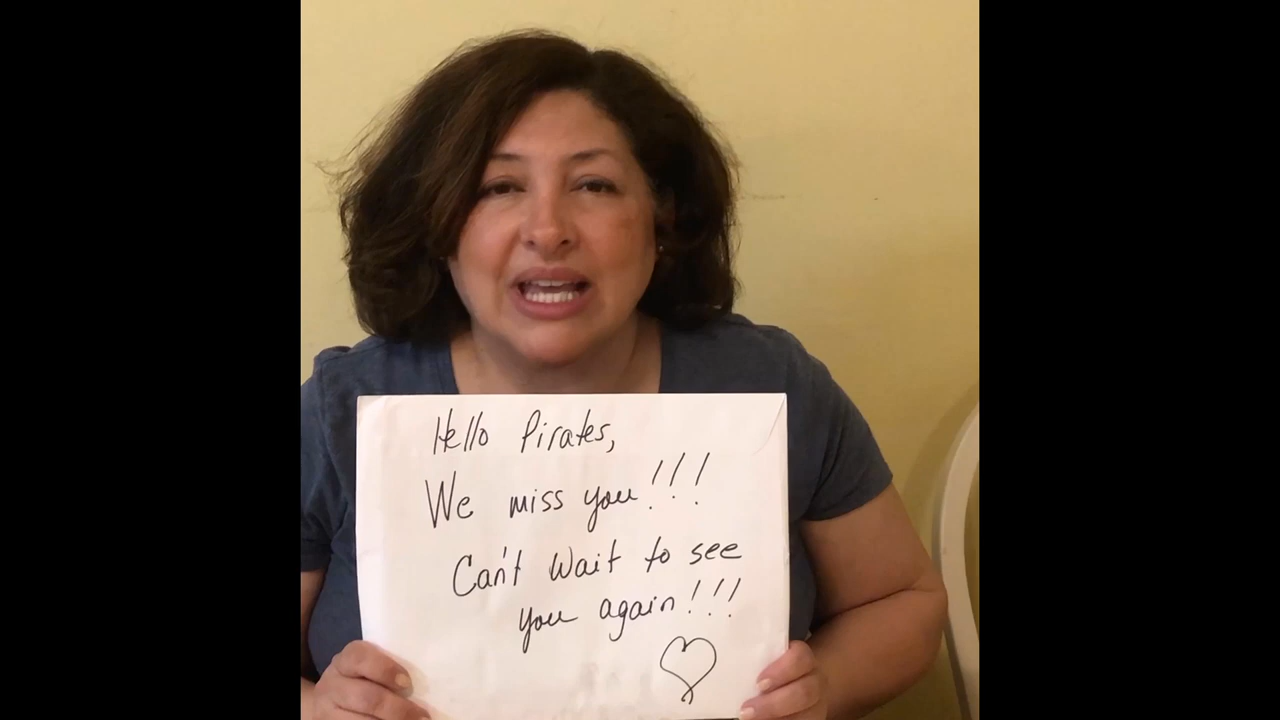 Hello Pirates,
We miss you!!!
Can't wait to see
you again!!!